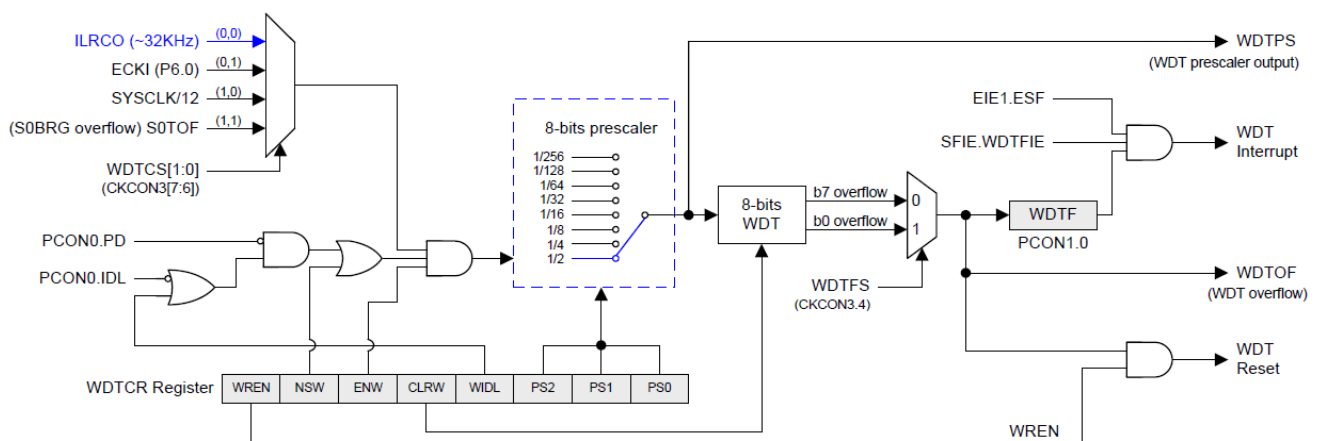 ILRCO (~32KHz) (0,0)
ECKI (P6.0) (0,1)
SYSCLK/12 (1,0)
(S0BRG overflow) S0TOF (1,1)
WDTCS[1:0]
(CKCON3[7:6])
PCON0.PD
PCON0.IDL
8-bits prescaler
1/256
1/128
1/64
1/32
1/16
1/8
1/4
1/2
8-bits
WDT
b7 overflow
b0 overflow
0
1
WDTFS
(CKCON3.4)
WDTPS
(WDT prescaler output)
EIE1.ESF
SFIE.WDTFIE
WDT
Interrupt
WDTF
PCON1.0
WDTOF
(WDT overflow)
WDT
Reset
WREN
WDTCR Register WREN NSW ENW CLRW WIDL PS2 PS1 PS0